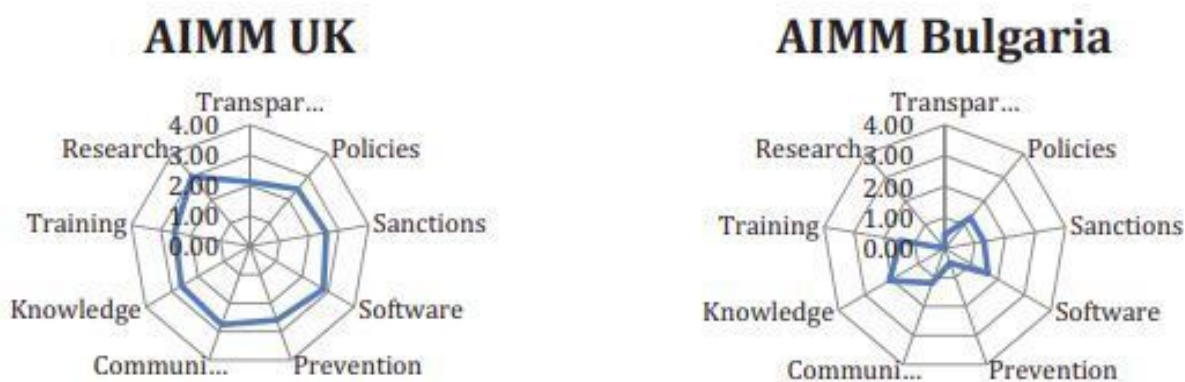 AIMM UK
Transpar...
4.00
3.00
2.00
1.00
0.00
Policies
Sanctions
Software
Prevention
Communi...
Knowledge
Training
Research
AIMM Bulgaria
Transpar...
4.00
3.00
2.00
1.00
0.00
Policies
Sanctions
Software
Prevention
Communi...
Knowledge
Training
Research